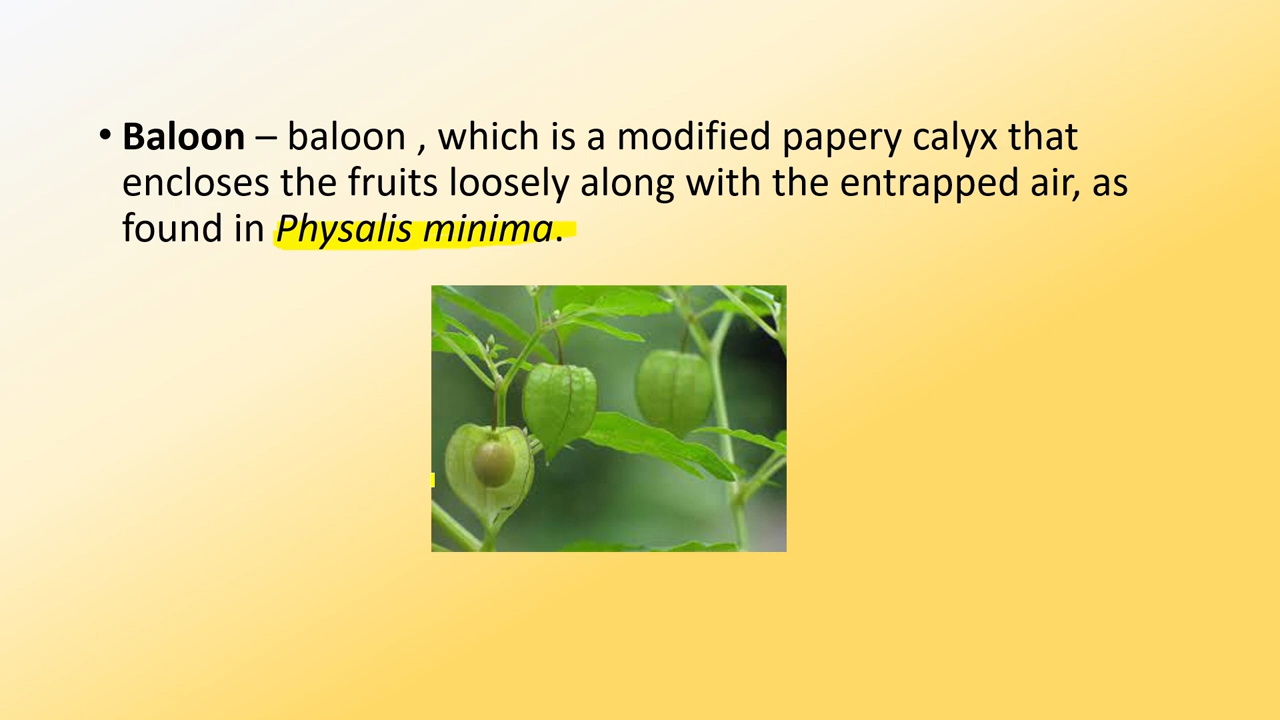 • Baloon – baloon , which is a modified papery calyx that
encloses the fruits loosely along with the entrapped air, as
found in Physalis minima.